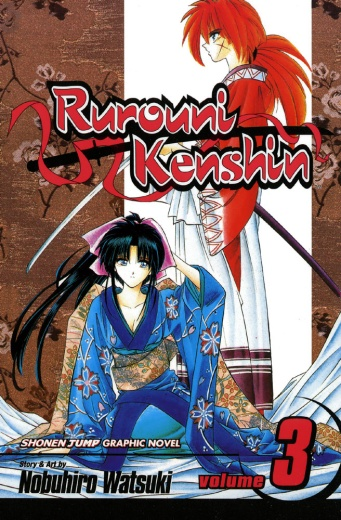 Rurouni
Kenshin
SHONEN JUMP GRAPHIC NOVEL
Story & Art by
Nobuhiro Watsuki
volume 3